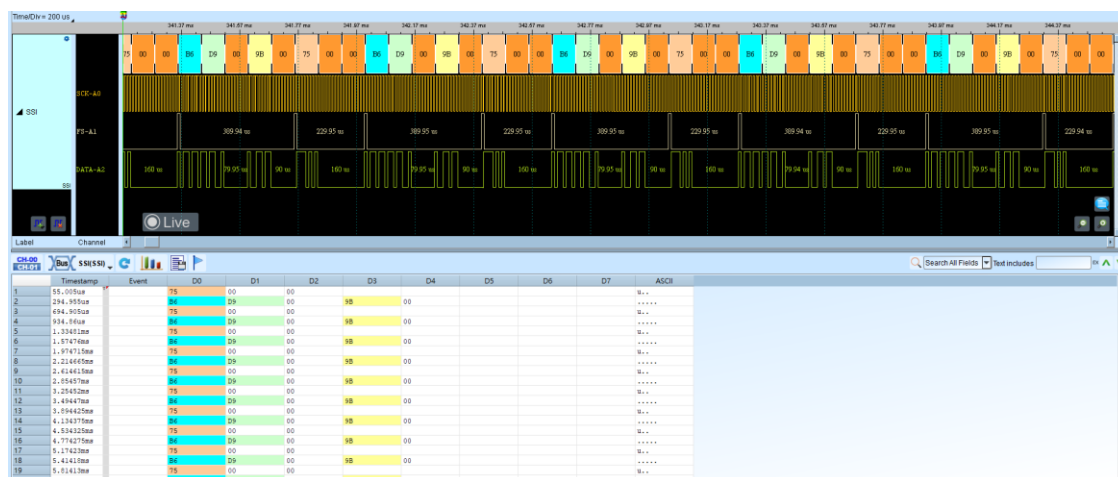 Time/Div = 200 us
341.37 ms 341.57 ms 341.77 ms 341.97 ms 342.17 ms 342.37 ms 342.57 ms 342.77 ms 342.97 ms 343.17 ms 343.37 ms 343.57 ms 343.77 ms 343.97 ms 344.17 ms 344.37 ms
75 00 00 B6 D9 00 9B 00 75 00 00 B6 D9 00 9B 00 75 00 00 B6 D9 00 9B 00 75 00 00 B6 D9 00 9B 00 75 00 00 B6 D9 00 9B 00 75 00 00
SCK-A0
SSI
FS-A1 389.94 us 229.95 us 389.95 us 229.95 us 389.95 us 229.95 us 389.94 us 229.95 us 389.95 us 229.94 us
DATA-A2 160 us 79.95 us 90 us 160 us 79.95 us 90 us 160 us 79.95 us 90 us 160 us 79.94 us 90 us 160 us 79.95 us 90 us 160 us
SSI
Live
Label Channel
CH-00 CH-01 Bus SSI(SSI) Search All Fields Text includes
Timestamp Event D0 D1 D2 D3 D4 D5 D6 D7 ASCII
1 55.005us 75 00 00 u..
2 294.955us B6 D9 00 9B 00 .....
3 694.905us 75 00 00 u..
4 934.86us B6 D9 00 9B 00 .....
5 1.33481ms 75 00 00 u..
6 1.57476ms B6 D9 00 9B 00 .....
7 1.974715ms 75 00 00 u..
8 2.214665ms B6 D9 00 9B 00 .....
9 2.614615ms 75 00 00 u..
10 2.85457ms B6 D9 00 9B 00 .....
11 3.25452ms 75 00 00 u..
12 3.49447ms B6 D9 00 9B 00 .....
13 3.894425ms 75 00 00 u..
14 4.134375ms B6 D9 00 9B 00 .....
15 4.534325ms 75 00 00 u..
16 4.774275ms B6 D9 00 9B 00 .....
17 5.17423ms 75 00 00 u..
18 5.41418ms B6 D9 00 9B 00 .....
19 5.81413ms 75 00 00 u..